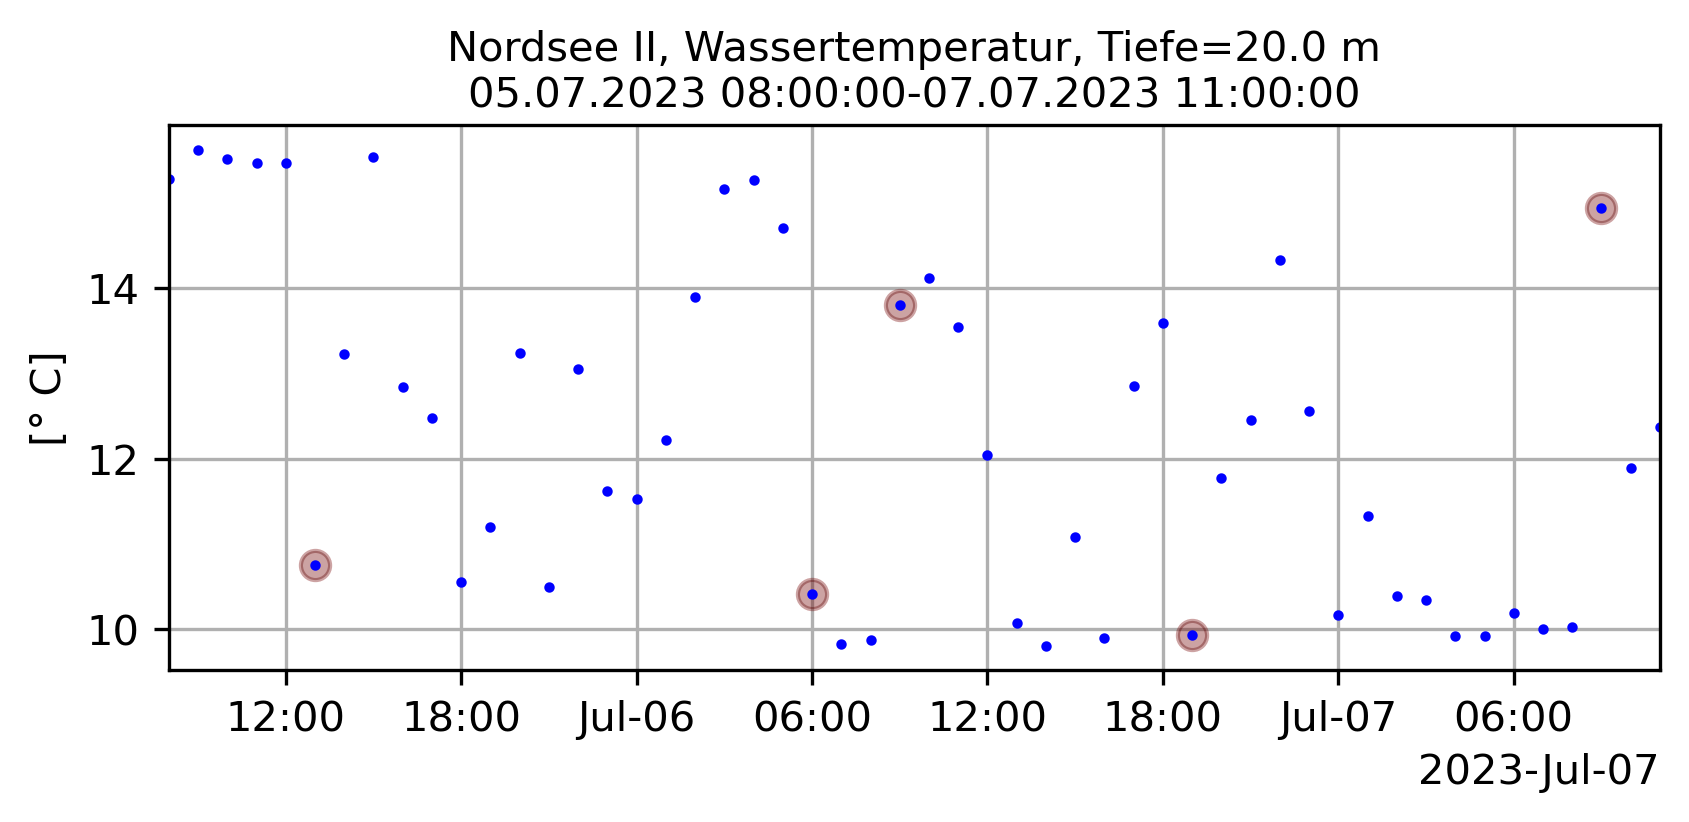 Nordsee II, Wassertemperatur, Tiefe=20.0 m
05.07.2023 08:00:00-07.07.2023 11:00:00
[° C]
14
12
10
12:00 18:00 Jul-06 06:00 12:00 18:00 Jul-07 06:00
2023-Jul-07